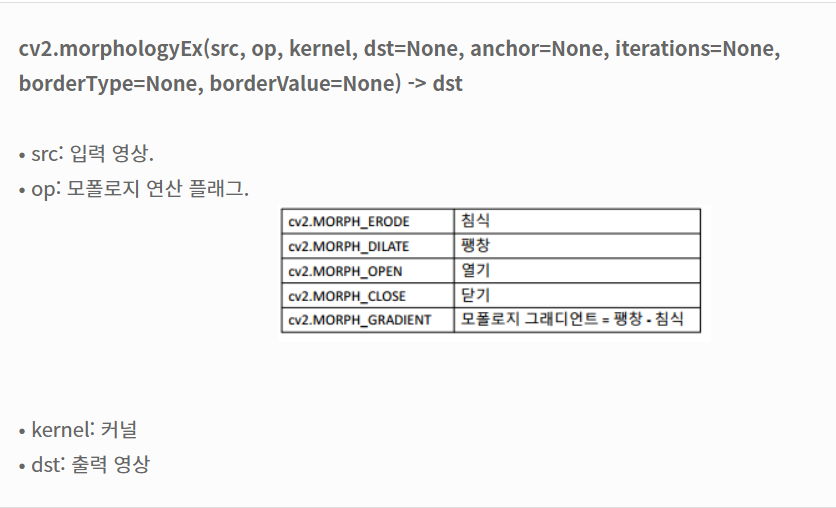 cv2.morphologyEx(src, op, kernel, dst=None, anchor=None, iterations=None,
borderType=None, borderValue=None) -> dst
• src: 입력 영상.
• op: 모폴로지 연산 플래그.
cv2.MORPH_ERODE 침식
cv2.MORPH_DILATE 팽창
cv2.MORPH_OPEN 열기
cv2.MORPH_CLOSE 닫기
cv2.MORPH_GRADIENT 모폴로지 그래디언트 = 팽창 - 침식
• kernel: 커널
• dst: 출력 영상